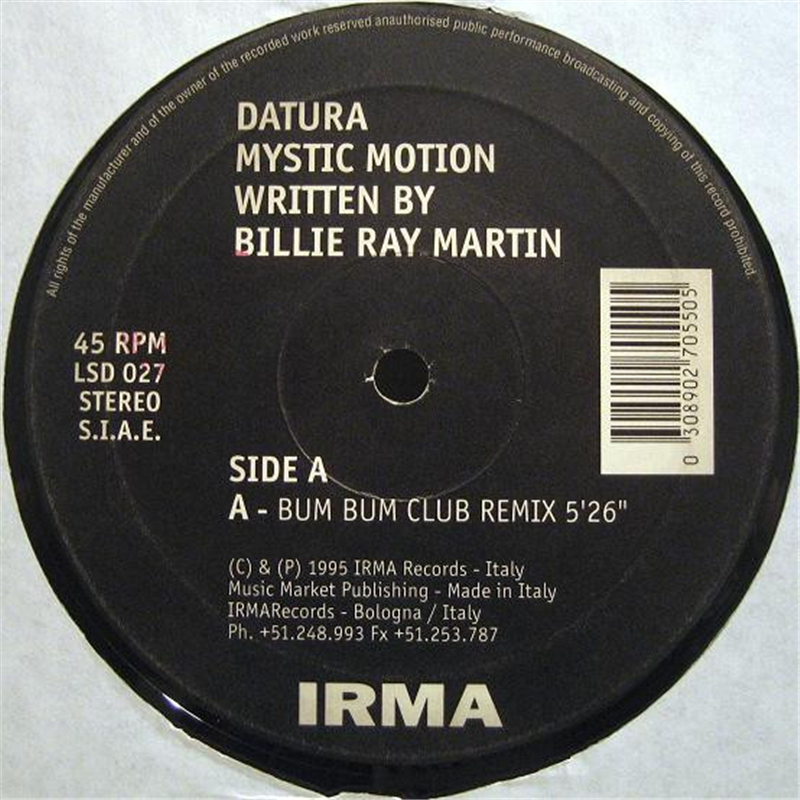 All rights of the manufacturer and of the owner of the recorded work reserved anauthorised public performance broadcasting and copying of this record prohibited.
DATURA
MYSTIC MOTION
WRITTEN BY
BILLIE RAY MARTIN
45 RPM
LSD 027
STEREO
S.I.A.E.
0 308902 705505
SIDE A
A - BUM BUM CLUB REMIX 5'26"
(C) & (P) 1995 IRMA Records - Italy
Music Market Publishing - Made in Italy
IRMARecords - Bologna / Italy
Ph. +51.248.993 Fx +51.253.787
IRMA